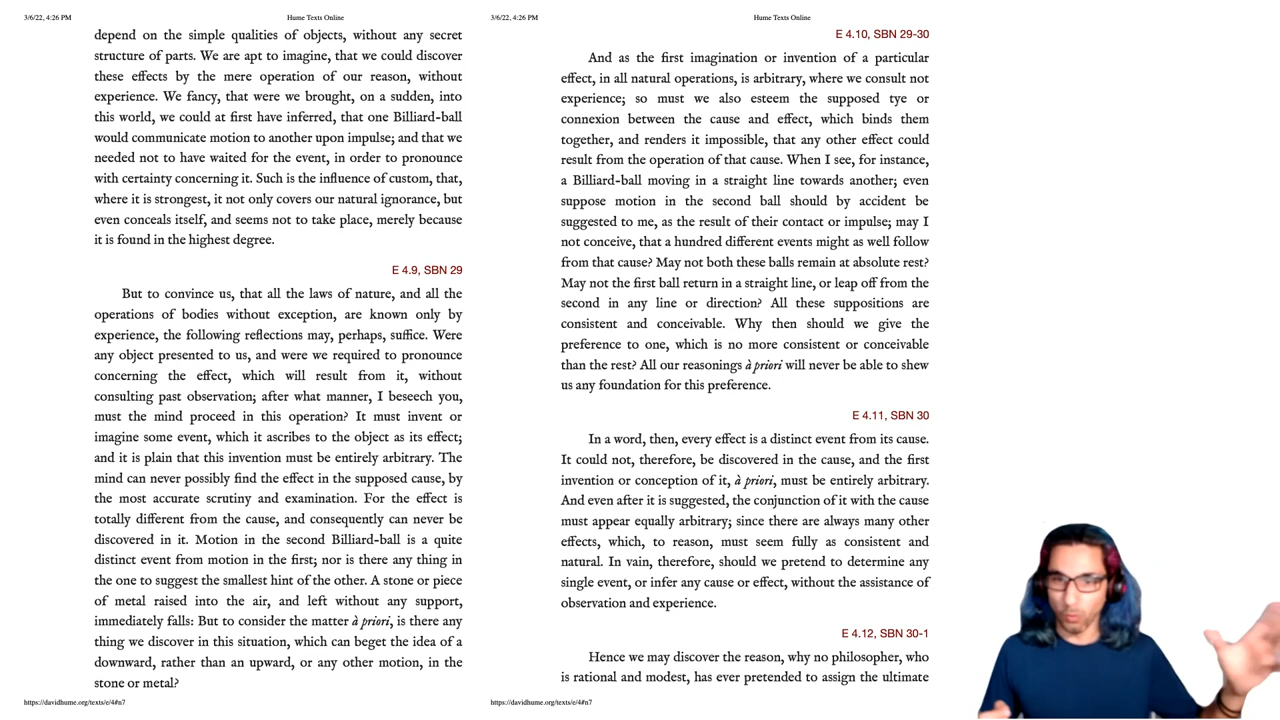 3/6/22, 4:26 PM
Hume Texts Online
depend on the simple qualities of objects, without any secret
structure of parts. We are apt to imagine, that we could discover
these effects by the mere operation of our reason, without
experience. We fancy, that were we brought, on a sudden, into
this world, we could at first have inferred, that one Billiard-ball
would communicate motion to another upon impulse; and that we
needed not to have waited for the event, in order to pronounce
with certainty concerning it. Such is the influence of custom, that,
where it is strongest, it not only covers our natural ignorance, but
even conceals itself, and seems not to take place, merely because
it is found in the highest degree.
E 4.9, SBN 29
But to convince us, that all the laws of nature, and all the
operations of bodies without exception, are known only by
experience, the following reflections may, perhaps, suffice. Were
any object presented to us, and were we required to pronounce
concerning the effect, which will result from it, without
consulting past observation; after what manner, I beseech you,
must the mind proceed in this operation? It must invent or
imagine some event, which it ascribes to the object as its effect;
and it is plain that this invention must be entirely arbitrary. The
mind can never possibly find the effect in the supposed cause, by
the most accurate scrutiny and examination. For the effect is
totally different from the cause, and consequently can never be
discovered in it. Motion in the second Billiard-ball is a quite
distinct event from motion in the first; nor is there any thing in
the one to suggest the smallest hint of the other. A stone or piece
of metal raised into the air, and left without any support,
immediately falls: But to consider the matter à priori, is there any
thing we discover in this situation, which can beget the idea of a
downward, rather than an upward, or any other motion, in the
stone or metal?
https://davidhume.org/texts/e/4#n7
3/6/22, 4:26 PM
Hume Texts Online
E 4.10, SBN 29-30
And as the first imagination or invention of a particular
effect, in all natural operations, is arbitrary, where we consult not
experience; so must we also esteem the supposed tye or
connexion between the cause and effect, which binds them
together, and renders it impossible, that any other effect could
result from the operation of that cause. When I see, for instance,
a Billiard-ball moving in a straight line towards another; even
suppose motion in the second ball should by accident be
suggested to me, as the result of their contact or impulse; may I
not conceive, that a hundred different events might as well follow
from that cause? May not both these balls remain at absolute rest?
May not the first ball return in a straight line, or leap off from the
second in any line or direction? All these suppositions are
consistent and conceivable. Why then should we give the
preference to one, which is no more consistent or conceivable
than the rest? All our reasonings à priori will never be able to shew
us any foundation for this preference.
E 4.11, SBN 30
In a word, then, every effect is a distinct event from its cause.
It could not, therefore, be discovered in the cause, and the first
invention or conception of it, à priori, must be entirely arbitrary.
And even after it is suggested, the conjunction of it with the cause
must appear equally arbitrary; since there are always many other
effects, which, to reason, must seem fully as consistent and
natural. In vain, therefore, should we pretend to determine any
single event, or infer any cause or effect, without the assistance of
observation and experience.
E 4.12, SBN 30-1
Hence we may discover the reason, why no philosopher, who
is rational and modest, has ever pretended to assign the ultimate
https://davidhume.org/texts/e/4#n7